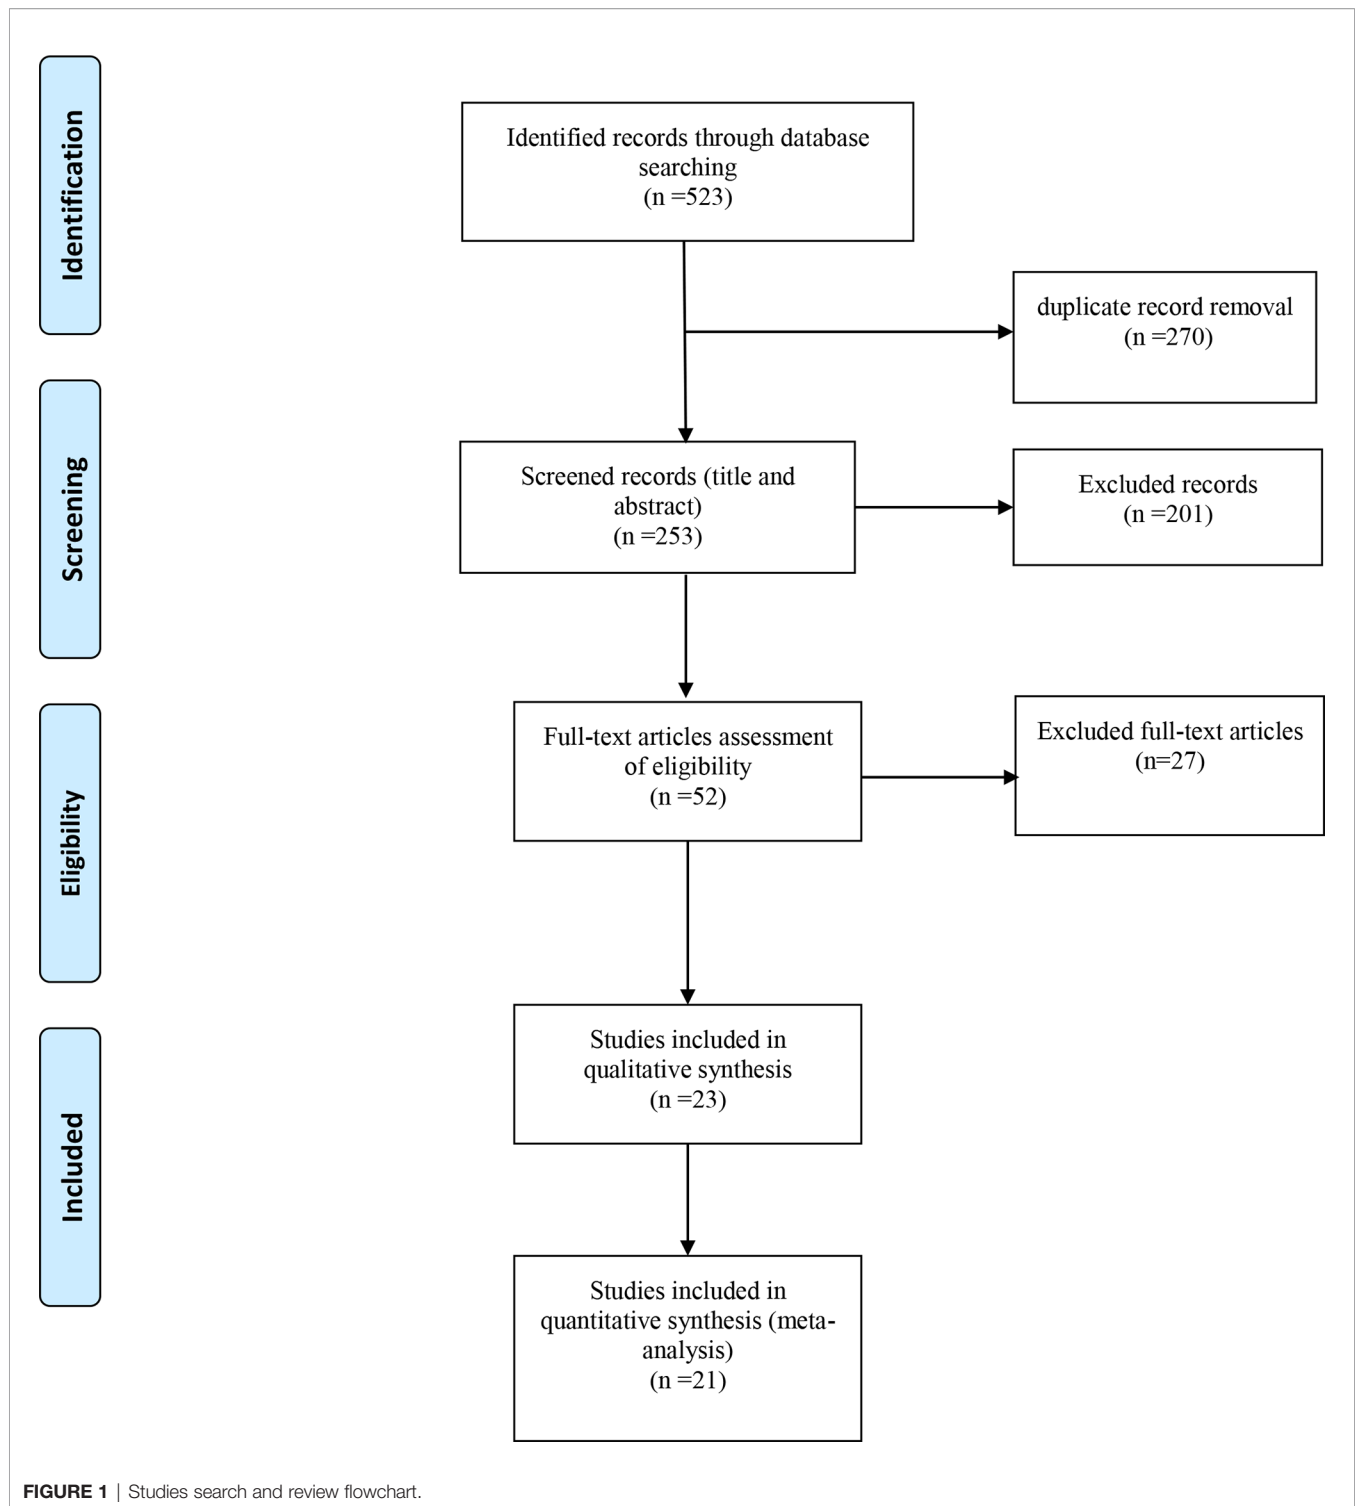 Identification
Identified records through database
searching
(n =523)
duplicate record removal
(n =270)
Screening
Screened records (title and
abstract)
(n =253)
Excluded records
(n =201)
Eligibility
Full-text articles assessment
of eligibility
(n =52)
Excluded full-text articles
(n=27)
Included
Studies included in
qualitative synthesis
(n =23)
Studies included in
quantitative synthesis (meta-
analysis)
(n =21)
FIGURE 1 | Studies search and review flowchart.